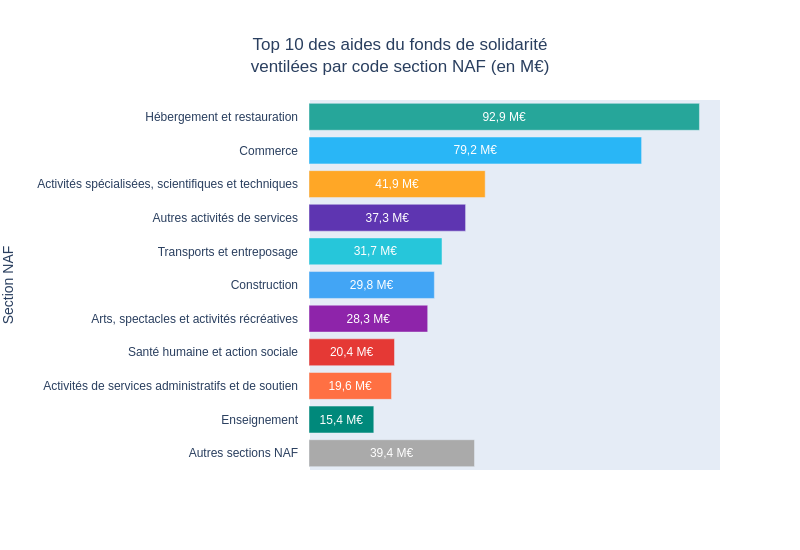 Top 10 des aides du fonds de solidarité
ventilées par code section NAF (en M€)
Section NAF
Hébergement et restauration 92,9 M€
Commerce 79,2 M€
Activités spécialisées, scientifiques et techniques 41,9 M€
Autres activités de services 37,3 M€
Transports et entreposage 31,7 M€
Construction 29,8 M€
Arts, spectacles et activités récréatives 28,3 M€
Santé humaine et action sociale 20,4 M€
Activités de services administratifs et de soutien 19,6 M€
Enseignement 15,4 M€
Autres sections NAF 39,4 M€